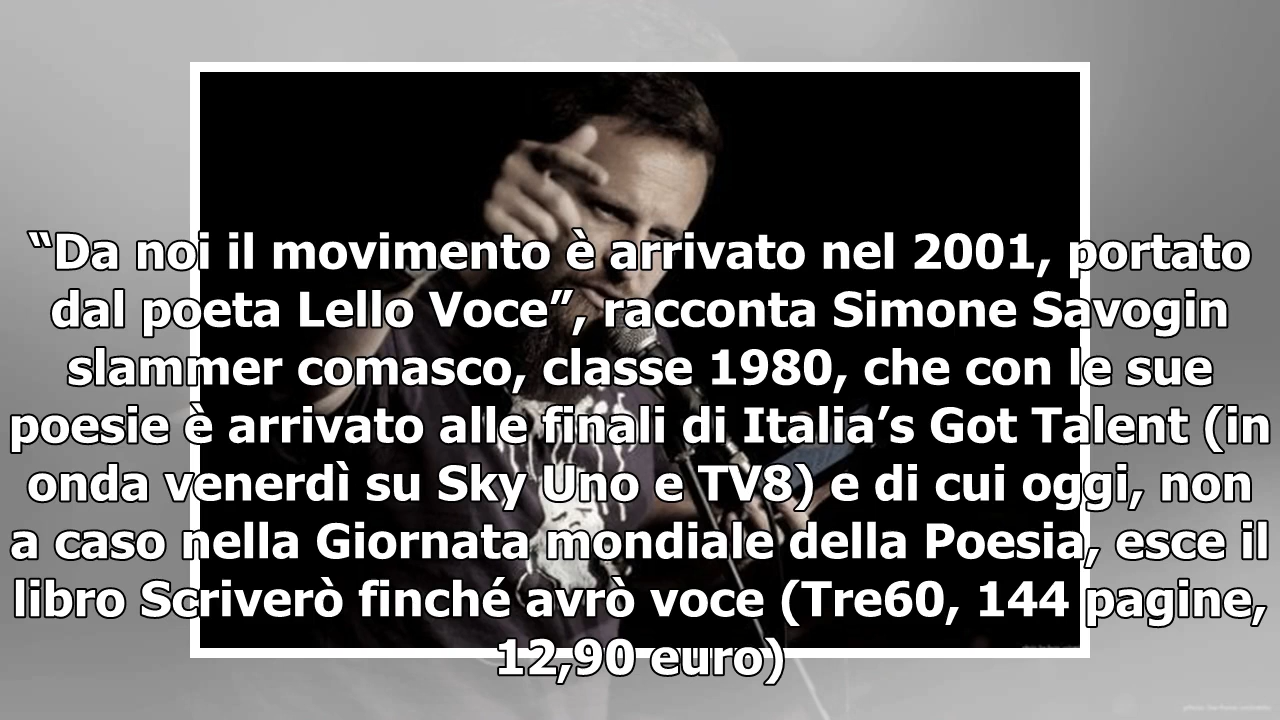 “Da noi il movimento è arrivato nel 2001, portato
dal poeta Lello Voce”, racconta Simone Savogin
slammer comasco, classe 1980, che con le sue
poesie è arrivato alle finali di Italia’s Got Talent (in
onda venerdì su Sky Uno e TV8) e di cui oggi, non
a caso nella Giornata mondiale della Poesia, esce il
libro Scriverò finché avrò voce (Tre60, 144 pagine,
12,90 euro)